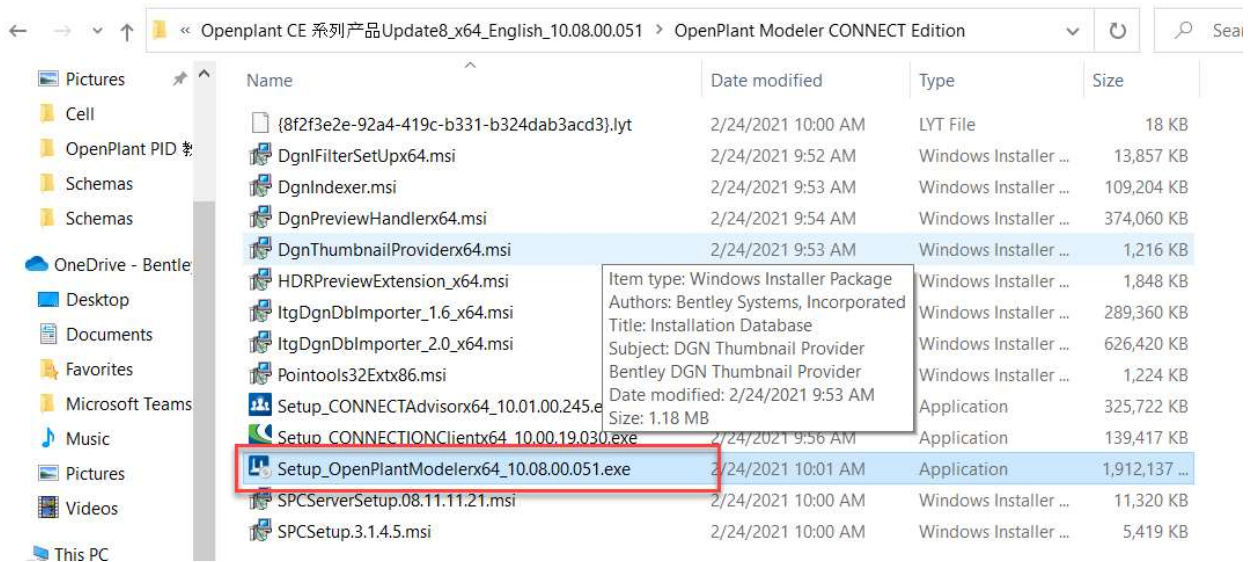 « Openplant CE 系列产品Update8_x64_English_10.08.00.051 > OpenPlant Modeler CONNECT Edition
Pictures
Cell
OpenPlant PID
Schemas
Schemas
OneDrive - Bentle
Desktop
Documents
Favorites
Microsoft Teams
Music
Pictures
Videos
This PC
Name Date modified Type Size
{8f2f3e2e-92a4-419c-b331-b324dab3acd3}.lyt 2/24/2021 10:00 AM LYT File 18 KB
DgnIFilterSetUpx64.msi 2/24/2021 9:52 AM Windows Installer ... 13,857 KB
DgnIndexer.msi 2/24/2021 9:53 AM Windows Installer ... 109,204 KB
DgnPreviewHandlerx64.msi 2/24/2021 9:54 AM Windows Installer ... 374,060 KB
DgnThumbnailProviderx64.msi 2/24/2021 9:53 AM Windows Installer ... 1,216 KB
HDRPreviewExtension_x64.msi Windows Installer ... 1,848 KB
ItgDgnDbImporter_1.6_x64.msi Windows Installer ... 289,360 KB
ItgDgnDbImporter_2.0_x64.msi Windows Installer ... 626,420 KB
Pointools32Extx86.msi Windows Installer ... 1,224 KB
Setup_CONNECTAdvisorx64_10.01.00.245.e Application 325,722 KB
Setup_CONNECTIONClientx64_10.00.19.030.exe 2/24/2021 9:56 AM Application 139,417 KB
Setup_OpenPlantModelerx64_10.08.00.051.exe 2/24/2021 10:01 AM Application 1,912,137 ...
SPCServerSetup.08.11.11.21.msi 2/24/2021 10:00 AM Windows Installer ... 11,320 KB
SPCSetup.3.1.4.5.msi 2/24/2021 10:00 AM Windows Installer ... 5,419 KB
Item type: Windows Installer Package
Authors: Bentley Systems, Incorporated
Title: Installation Database
Subject: DGN Thumbnail Provider
Bentley DGN Thumbnail Provider
Date modified: 2/24/2021 9:53 AM
Size: 1.18 MB